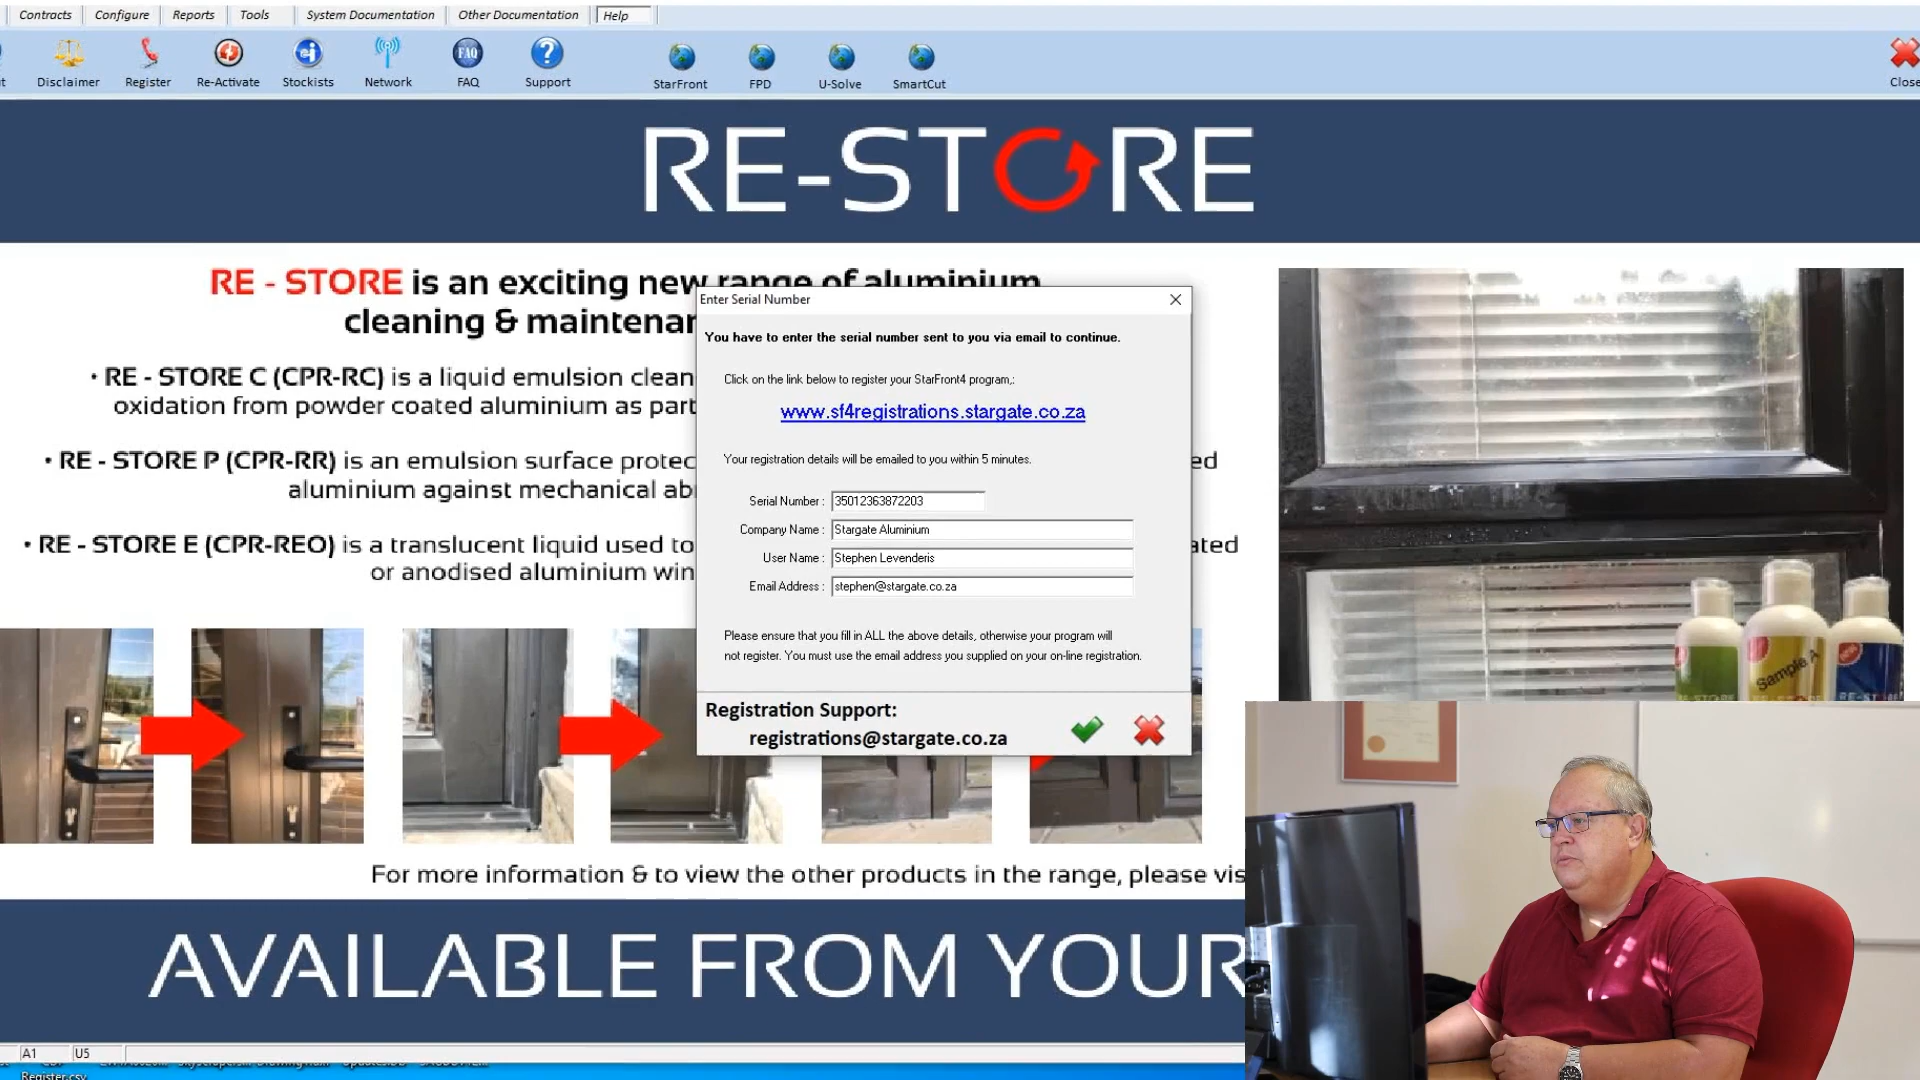 Contracts Configure Reports Tools System Documentation Other Documentation Help
Disclaimer Register Re-Activate Stockists Network FAQ Support StarFront FPD U-Solve SmartCut Close
FAQ
RE-STORE
RE - STORE is an exciting new range of aluminium
cleaning &
• RE - STORE C (CPR-RC) is a liquid emulsion
oxidation from powder coated aluminium as
• RE - STORE P (CPR-RR) is an emulsion surface
aluminium against mechanical
• RE - STORE E (CPR-REO) is a translucent liquid used to
or anodised aluminium
Enter Serial Number
You have to enter the serial number sent to you via email to continue.
Click on the link below to register your StarFront4 program,:
www.sf4registrations.stargate.co.za
Your registration details will be emailed to you within 5 minutes.
Serial Number : 35012363872203
Company Name : Stargate Aluminium
User Name : Stephen Levenderis
Email Address : stephen@stargate.co.za
Please ensure that you fill in ALL the above details, otherwise your program will
not register. You must use the email address you supplied on your on-line registration.
Registration Support:
registrations@stargate.co.za
Sample A
RE-STORE
For more information & to view the other products in the range, please
AVAILABLE FROM YOUR
A1 U5
Register.csv